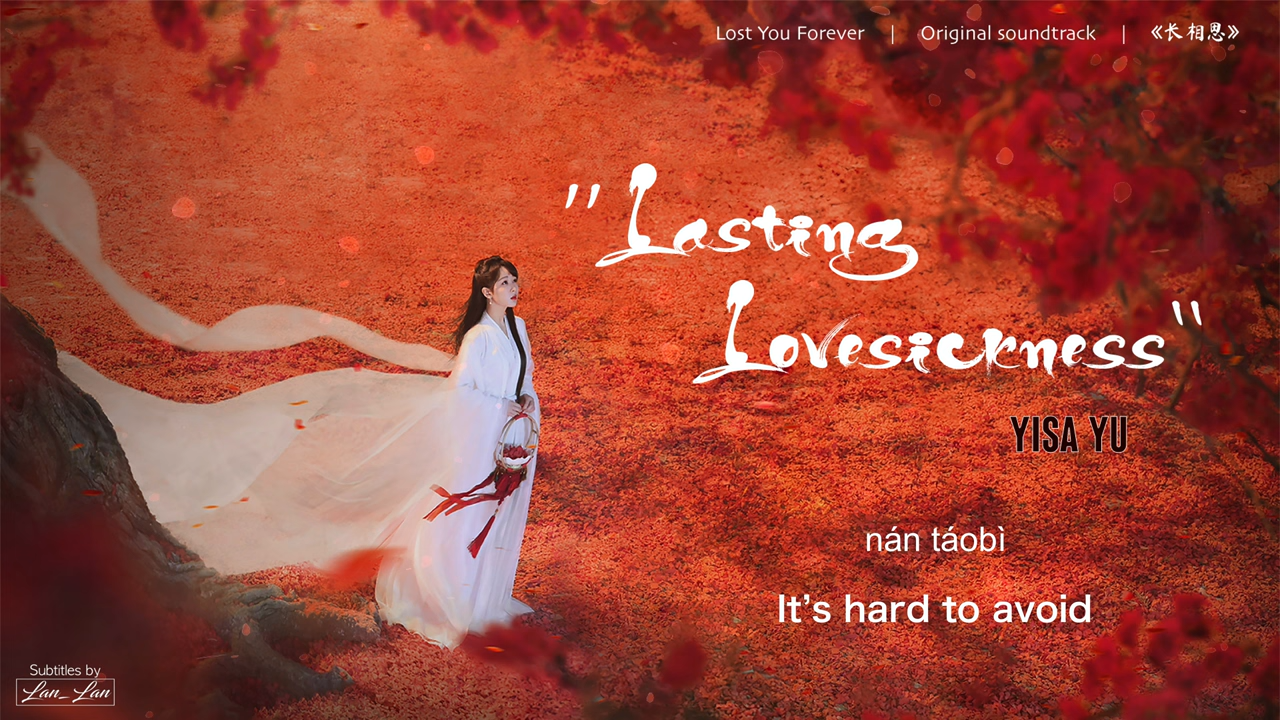 Lost You Forever | Original soundtrack | 《长相思》
"Lasting
Lovesickness"
YISA YU
nán táobì
It's hard to avoid
Subtitles by
Lan_Lan